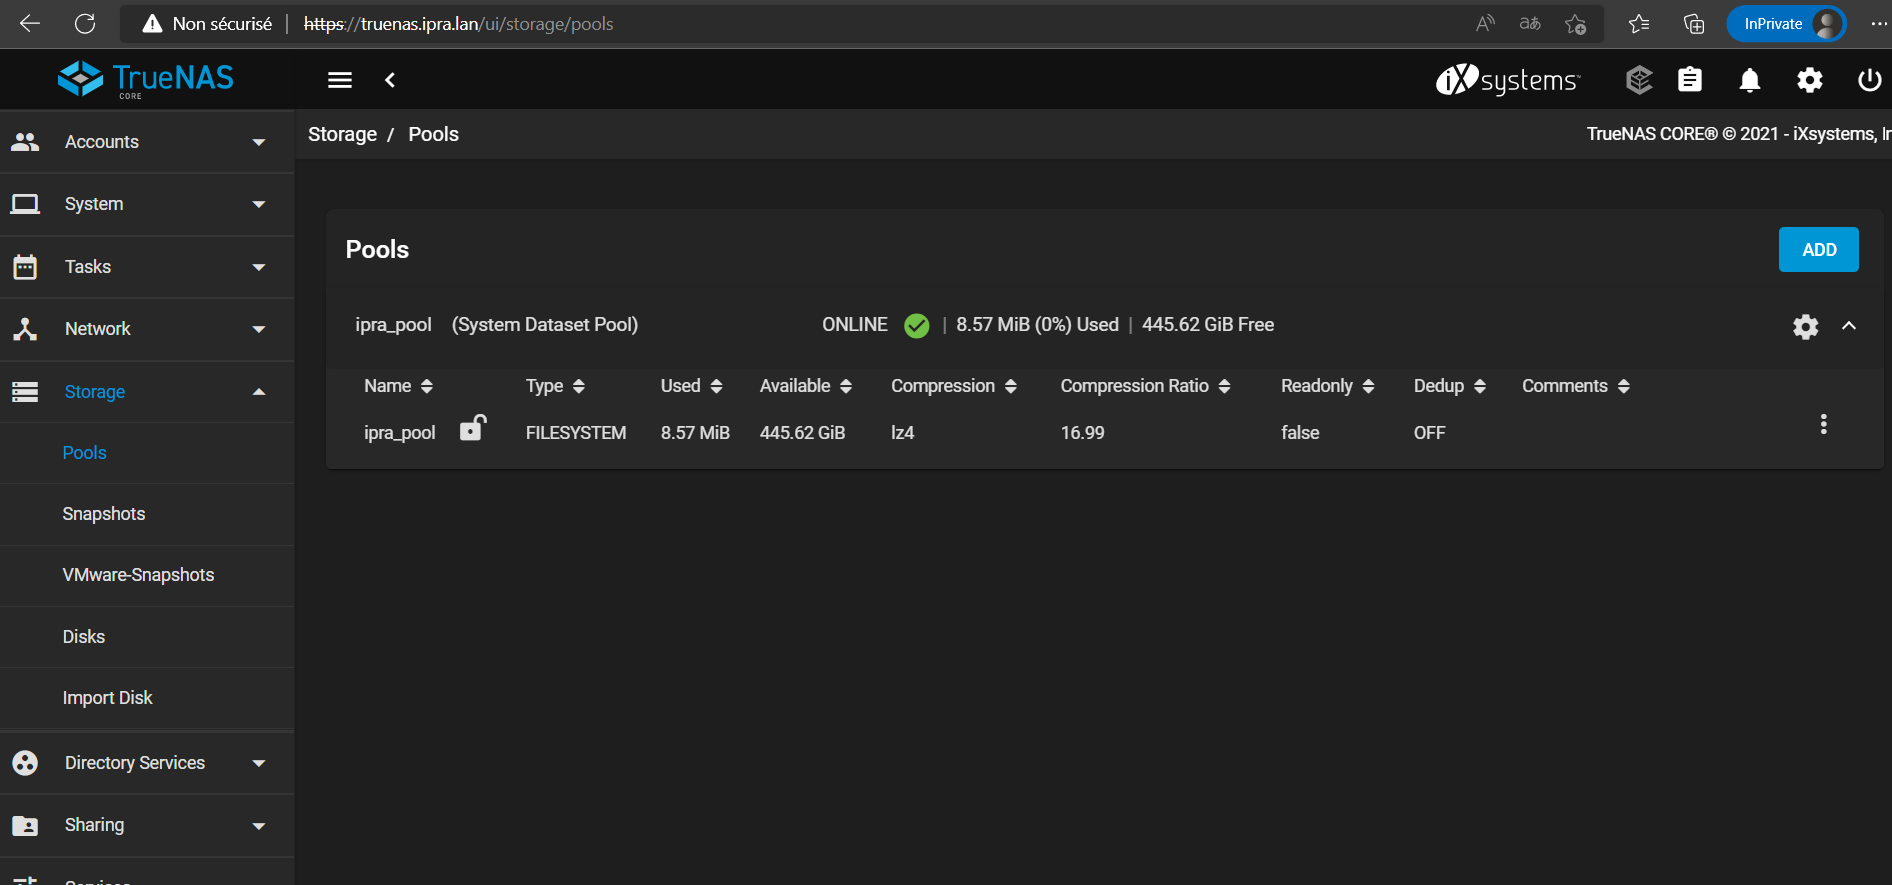 Non sécurisé | https://truenas.ipra.lan/ui/storage/pools
InPrivate
TrueNAS
CORE
iXsystems™
Storage / Pools
TrueNAS CORE® © 2021 - iXsystems, In
Accounts
System
Tasks
Network
Storage
Pools
Snapshots
VMware-Snapshots
Disks
Import Disk
Directory Services
Sharing
Services
Pools
ADD
ipra_pool (System Dataset Pool) ONLINE | 8.57 MiB (0%) Used | 445.62 GiB Free
Name Type Used Available Compression Compression Ratio Readonly Dedup Comments
ipra_pool FILESYSTEM 8.57 MiB 445.62 GiB lz4 16.99 false OFF